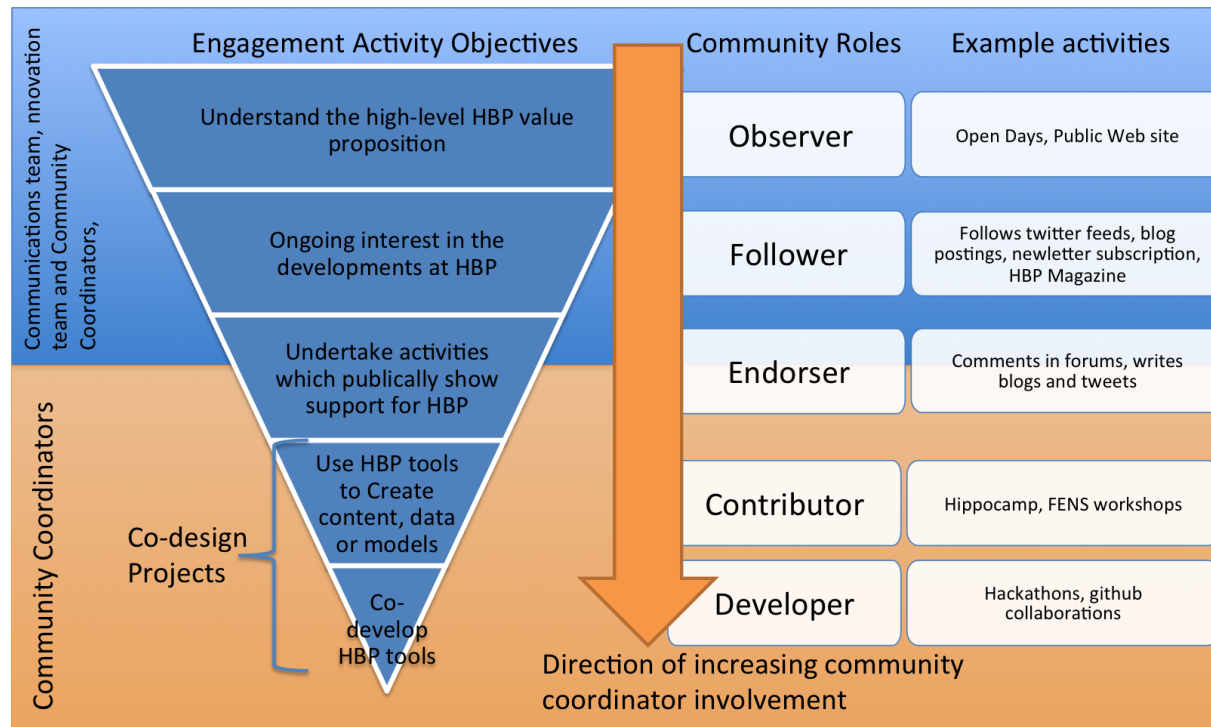 Engagement Activity Objectives
Community Roles
Example activities
Communications team, nnovation
team and Community
Coordinators,
Understand the high-level HBP value
proposition
Observer
Open Days, Public Web site
Ongoing interest in the
developments at HBP
Follower
Follows twitter feeds, blog
postings, newletter subscription,
HBP Magazine
Undertake activities
which publically show
support for HBP
Endorser
Comments in forums, writes
blogs and tweets
Community Coordinators
Co-design
Projects
Use HBP tools
to Create
content, data
or models
Contributor
Hippocamp, FENS workshops
Co-
develop
HBP tools
Developer
Hackathons, github
collaborations
Direction of increasing community
coordinator involvement